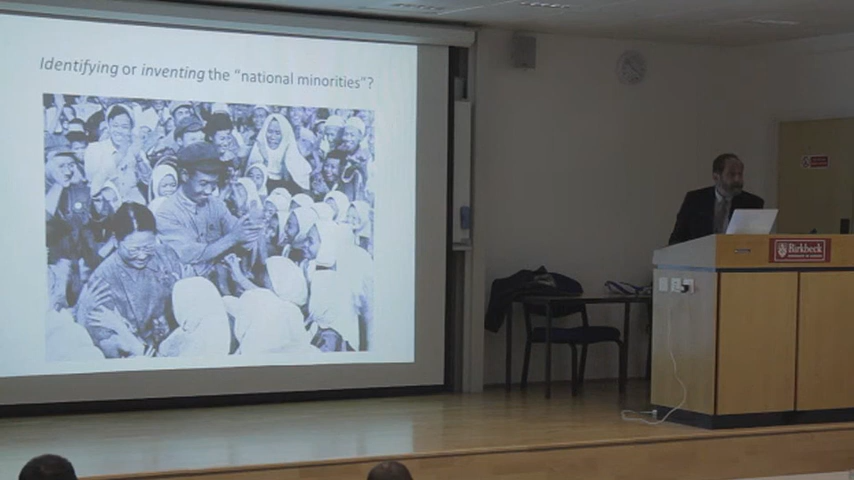 Identifying or inventing the “national minorities”?
Birkbeck